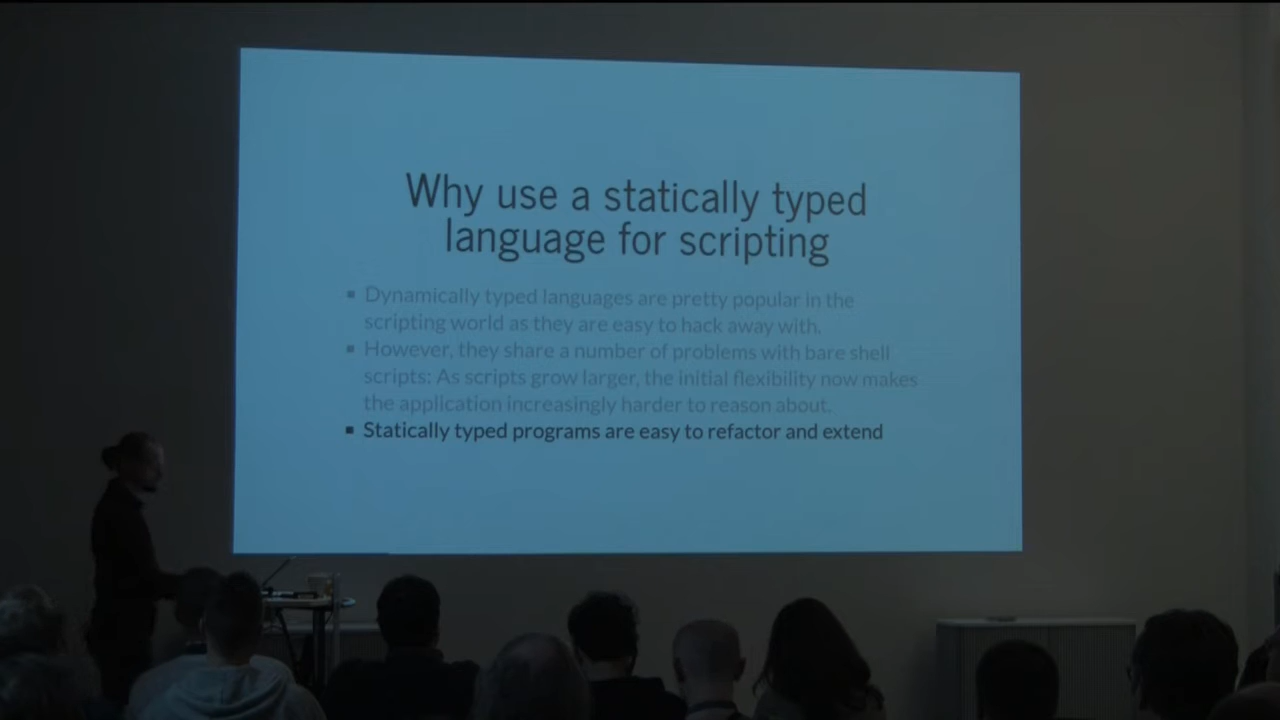 Why use a statically typed
language for scripting
▪ Dynamically typed languages are pretty popular in the
scripting world as they are easy to hack away with.
▪ However, they share a number of problems with bare shell
scripts: As scripts grow larger, the initial flexibility now makes
the application increasingly harder to reason about.
▪ Statically typed programs are easy to refactor and extend